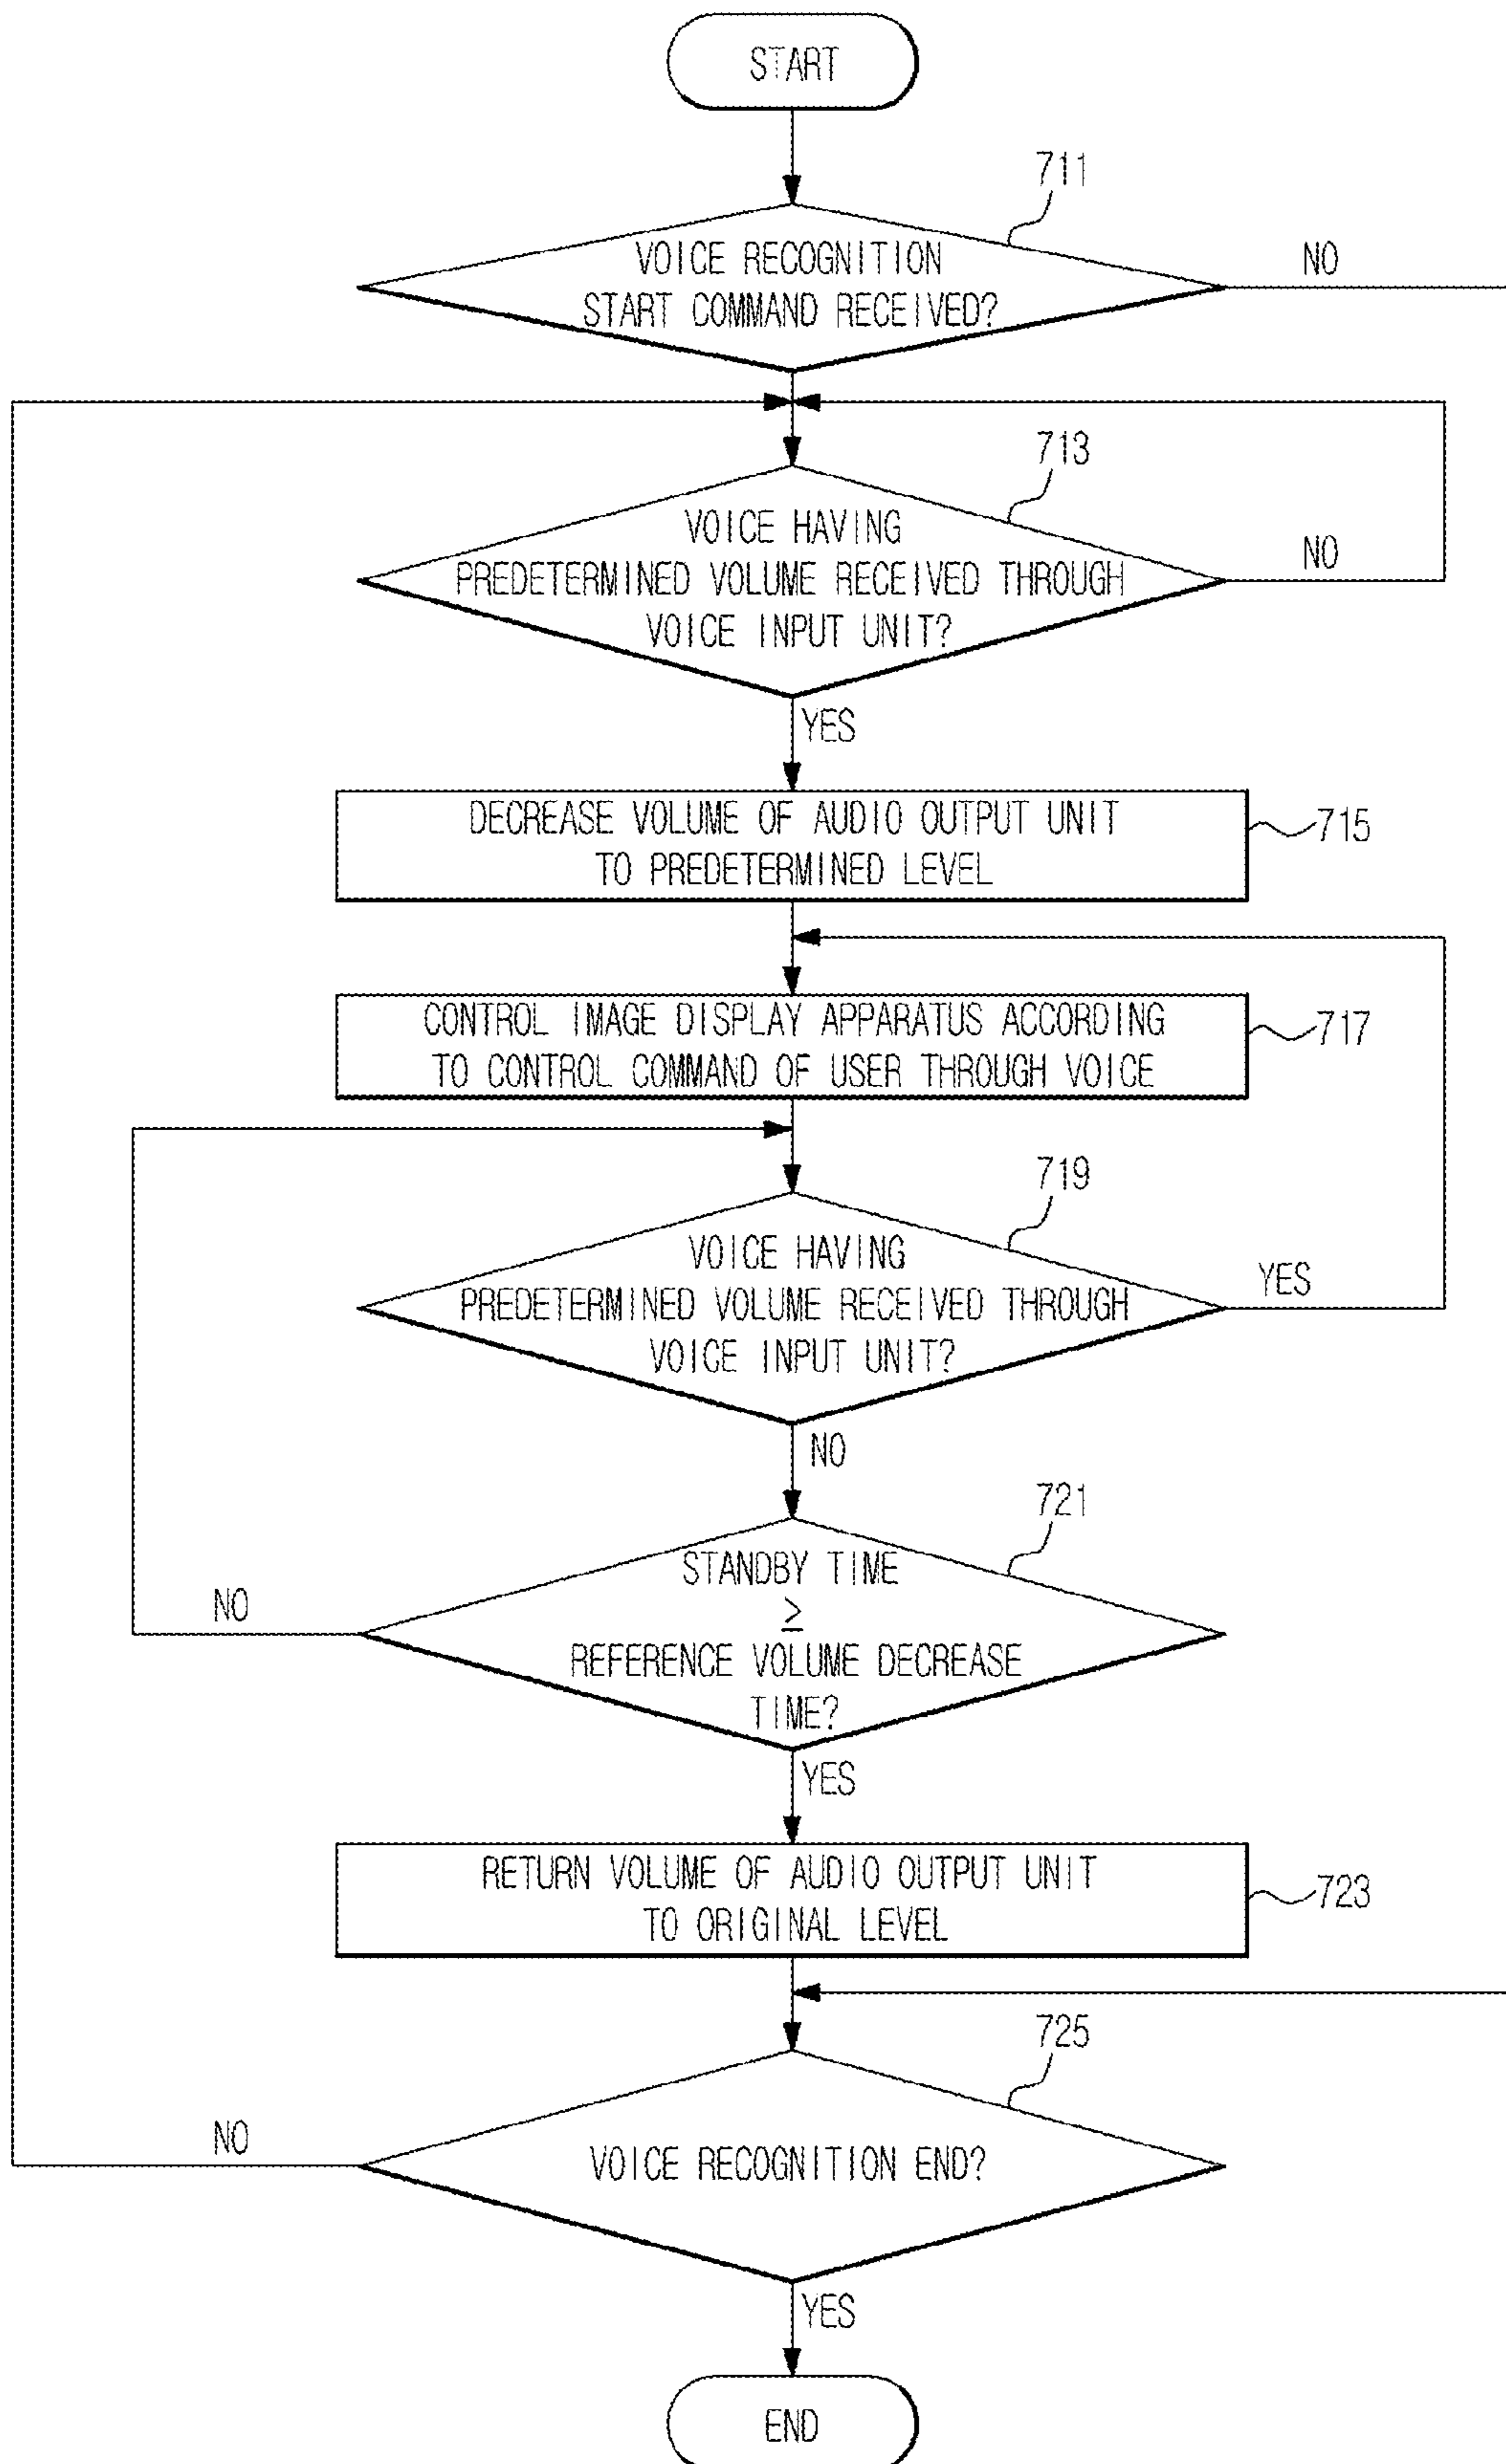 START
711
VOICE RECOGNITION
START COMMAND RECEIVED?
NO
713
VOICE HAVING
PREDETERMINED VOLUME RECEIVED THROUGH
VOICE INPUT UNIT?
NO
YES
DECREASE VOLUME OF AUDIO OUTPUT UNIT
TO PREDETERMINED LEVEL
715
CONTROL IMAGE DISPLAY APPARATUS ACCORDING
TO CONTROL COMMAND OF USER THROUGH VOICE
717
719
VOICE HAVING
PREDETERMINED VOLUME RECEIVED THROUGH
VOICE INPUT UNIT?
YES
NO
721
STANDBY TIME
≥
REFERENCE VOLUME DECREASE
TIME?
NO
YES
RETURN VOLUME OF AUDIO OUTPUT UNIT
TO ORIGINAL LEVEL
723
725
VOICE RECOGNITION END?
NO
YES
END